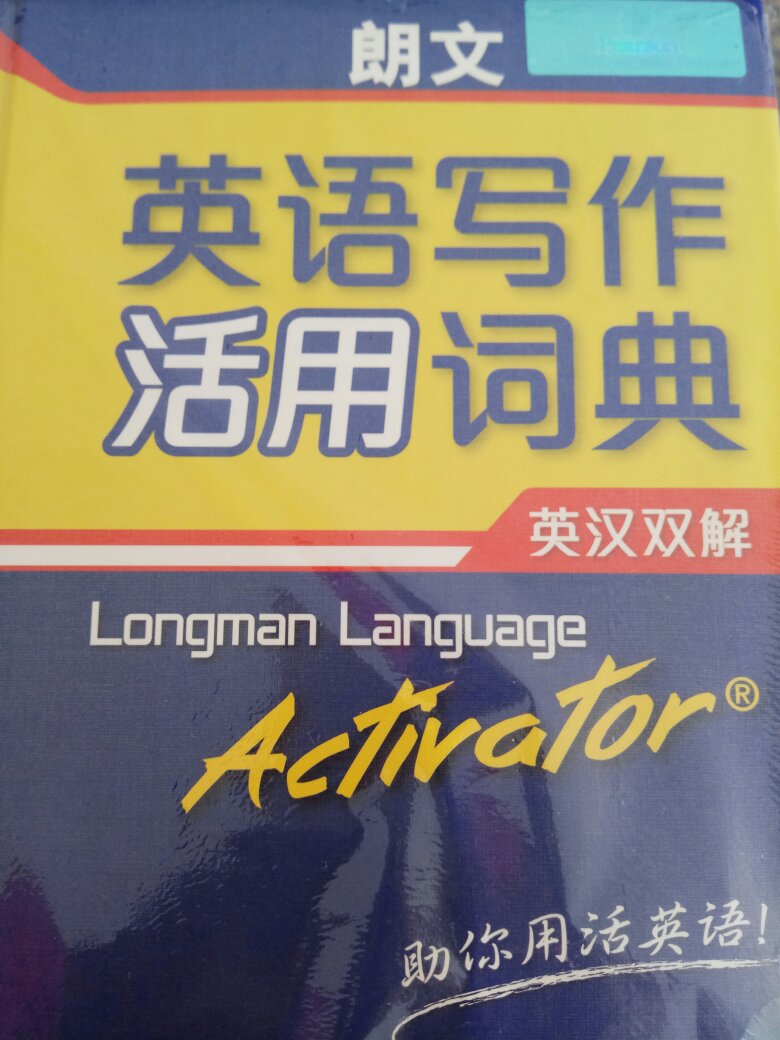 朗文
Pearson
英语写作
活用词典
英汉双解
Longman Language
Activator®
助你用活英语!